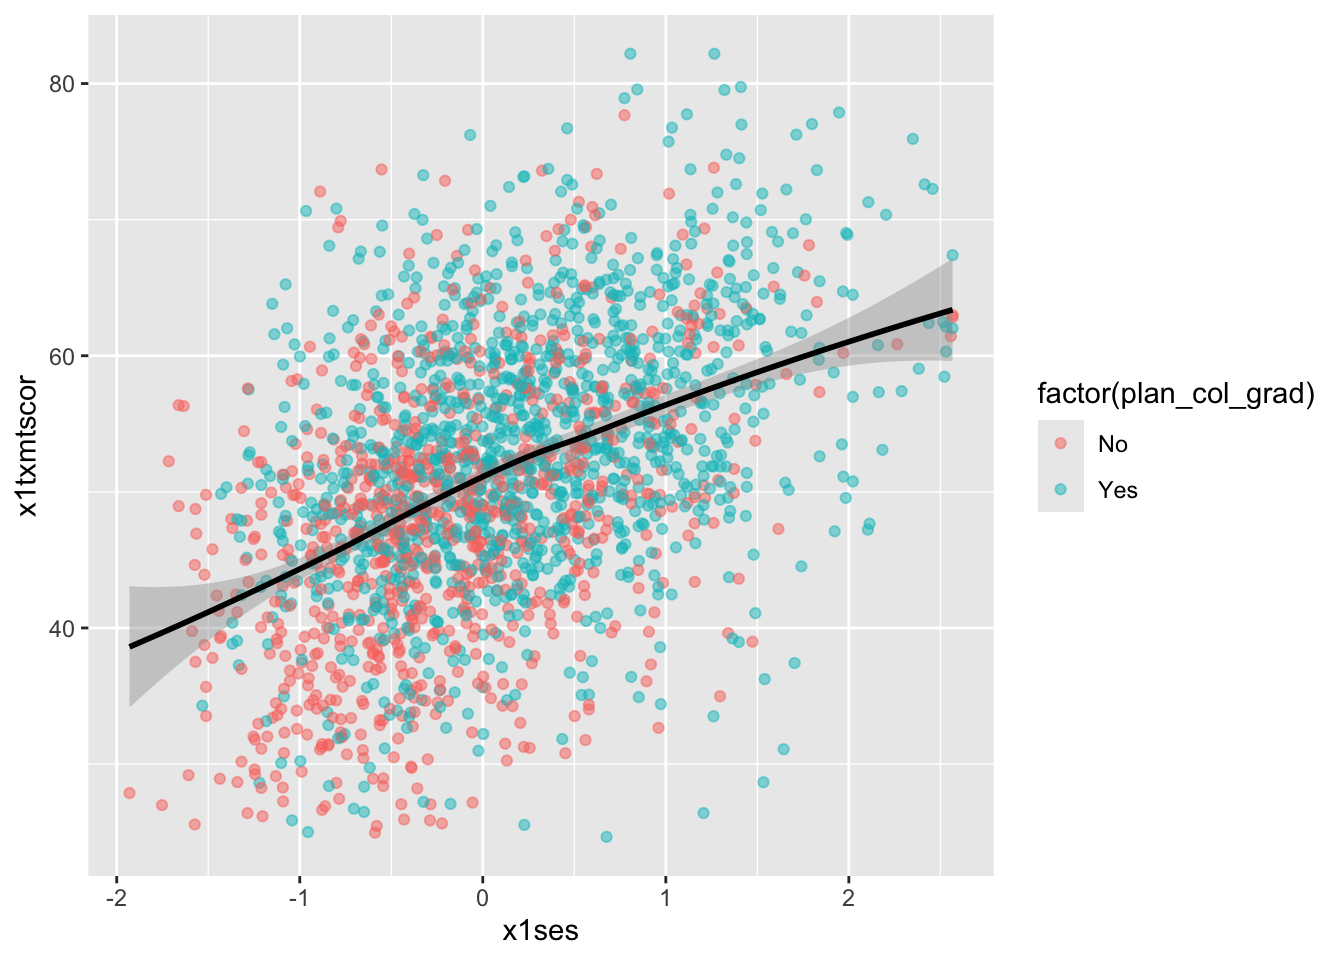 80
60
40
x1txmtscor
-2
-1
0
1
2
x1ses
factor(plan_col_grad)
No
Yes